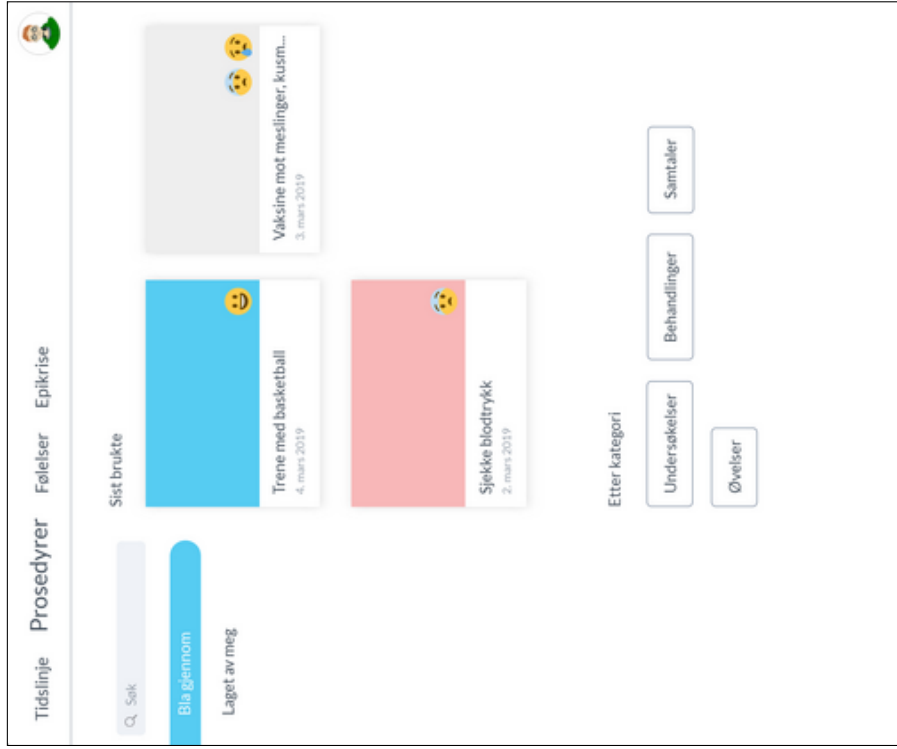 Tidslinje Prosedyrer Følelser Epikrise
Søk
Bla gjennom
Laget av meg
Sist brukte
Trene med basketball
4. mars 2019
Vaksine mot meslinger, kusm...
3. mars 2019
Sjekke blodtrykk
2. mars 2019
Etter kategori
Undersøkelser Behandlinger Samtaler
Øvelser